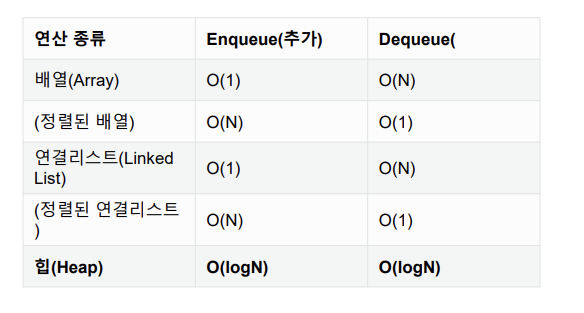 연산 종류 Enqueue(추가) Dequeue(
배열(Array) O(1) O(N)
(정렬된 배열) O(N) O(1)
연결리스트(Linked
List) O(1) O(N)
(정렬된 연결리스트
) O(N) O(1)
힙(Heap) O(logN) O(logN)